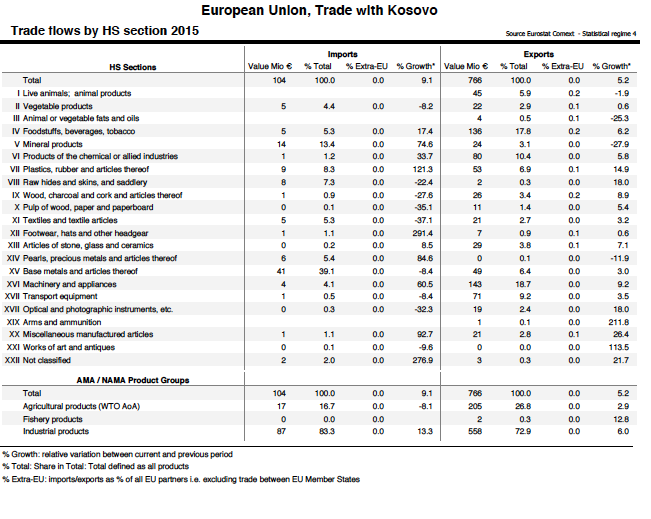 European Union, Trade with Kosovo
Trade flows by HS section 2015 Source Eurostat Comext - Statistical regime 4
Imports Exports
HS Sections Value Mio € % Total % Extra-EU % Growth* Value Mio € % Total % Extra-EU % Growth*
Total 104 100.0 0.0 9.1 766 100.0 0.0 5.2
I Live animals; animal products 45 5.9 0.2 -1.9
II Vegetable products 5 4.4 0.0 -8.2 22 2.9 0.1 0.6
III Animal or vegetable fats and oils 4 0.5 0.1 -25.3
IV Foodstuffs, beverages, tobacco 5 5.3 0.0 17.4 136 17.8 0.2 6.2
V Mineral products 14 13.4 0.0 74.6 24 3.1 0.0 -27.9
VI Products of the chemical or allied industries 1 1.2 0.0 33.7 80 10.4 0.0 5.8
VII Plastics, rubber and articles thereof 9 8.3 0.0 121.3 53 6.9 0.1 14.9
VIII Raw hides and skins, and saddlery 8 7.3 0.0 -22.4 2 0.3 0.0 18.0
IX Wood, charcoal and cork and articles thereof 1 0.9 0.0 -27.6 26 3.4 0.2 8.9
X Pulp of wood, paper and paperboard 0 0.1 0.0 -35.1 11 1.4 0.0 5.4
XI Textiles and textile articles 5 5.3 0.0 -37.1 21 2.7 0.0 3.2
XII Footwear, hats and other headgear 1 1.1 0.0 291.4 7 0.9 0.1 0.6
XIII Articles of stone, glass and ceramics 0 0.2 0.0 8.5 29 3.8 0.1 7.1
XIV Pearls, precious metals and articles thereof 6 5.4 0.0 84.6 0 0.1 0.0 -11.9
XV Base metals and articles thereof 41 39.1 0.0 -8.4 49 6.4 0.0 3.0
XVI Machinery and appliances 4 4.1 0.0 60.5 143 18.7 0.0 9.2
XVII Transport equipment 1 0.5 0.0 -8.4 71 9.2 0.0 3.5
XVII Optical and photographic instruments, etc. 0 0.3 0.0 -32.3 19 2.4 0.0 18.0
XIX Arms and ammunition 1 0.1 0.0 211.8
XX Miscellaneous manufactured articles 1 1.1 0.0 92.7 21 2.8 0.1 26.4
XXI Works of art and antiques 0 0.1 0.0 -9.6 0 0.0 0.0 113.5
XXII Not classified 2 2.0 0.0 276.9 3 0.3 0.0 21.7
AMA / NAMA Product Groups
Total 104 100.0 0.0 9.1 766 100.0 0.0 5.2
Agricultural products (WTO AoA) 17 16.7 0.0 -8.1 205 26.8 0.0 2.9
Fishery products 0 0.0 0.0 2 0.3 0.0 12.8
Industrial products 87 83.3 0.0 13.3 558 72.9 0.0 6.0
% Growth: relative variation between current and previous period
% Total: Share in Total: Total defined as all products
% Extra-EU: imports/exports as % of all EU partners i.e. excluding trade between EU Member States